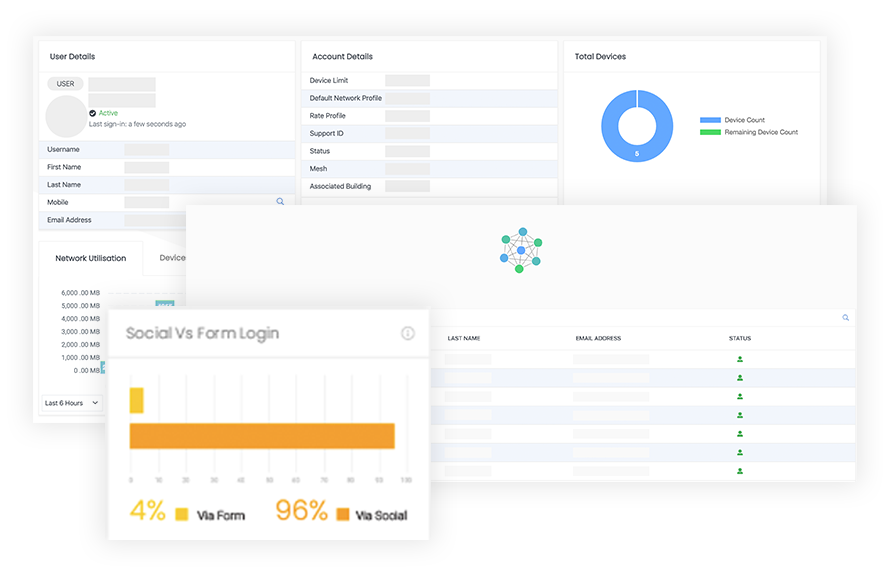 User Details
USER
Active
Last sign-in: a few seconds ago
Username
First Name
Last Name
Mobile
Email Address
Account Details
Device Limit
Default Network Profile
Rate Profile
Support ID
Status
Mesh
Associated Building
Total Devices
5
Device Count
Remaining Device Count
Network Utilisation
Device
6,000.00 MB
5,000.00 MB
4,000.00 MB
3,000.00 MB
2,000.00 MB
1,000.00 MB
0.00 MB
Last 6 Hours
LAST NAME EMAIL ADDRESS STATUS
Social Vs Form Login
0 10 20 30 40 50 60 70 80 90 100
4% Via Form 96% Via Social